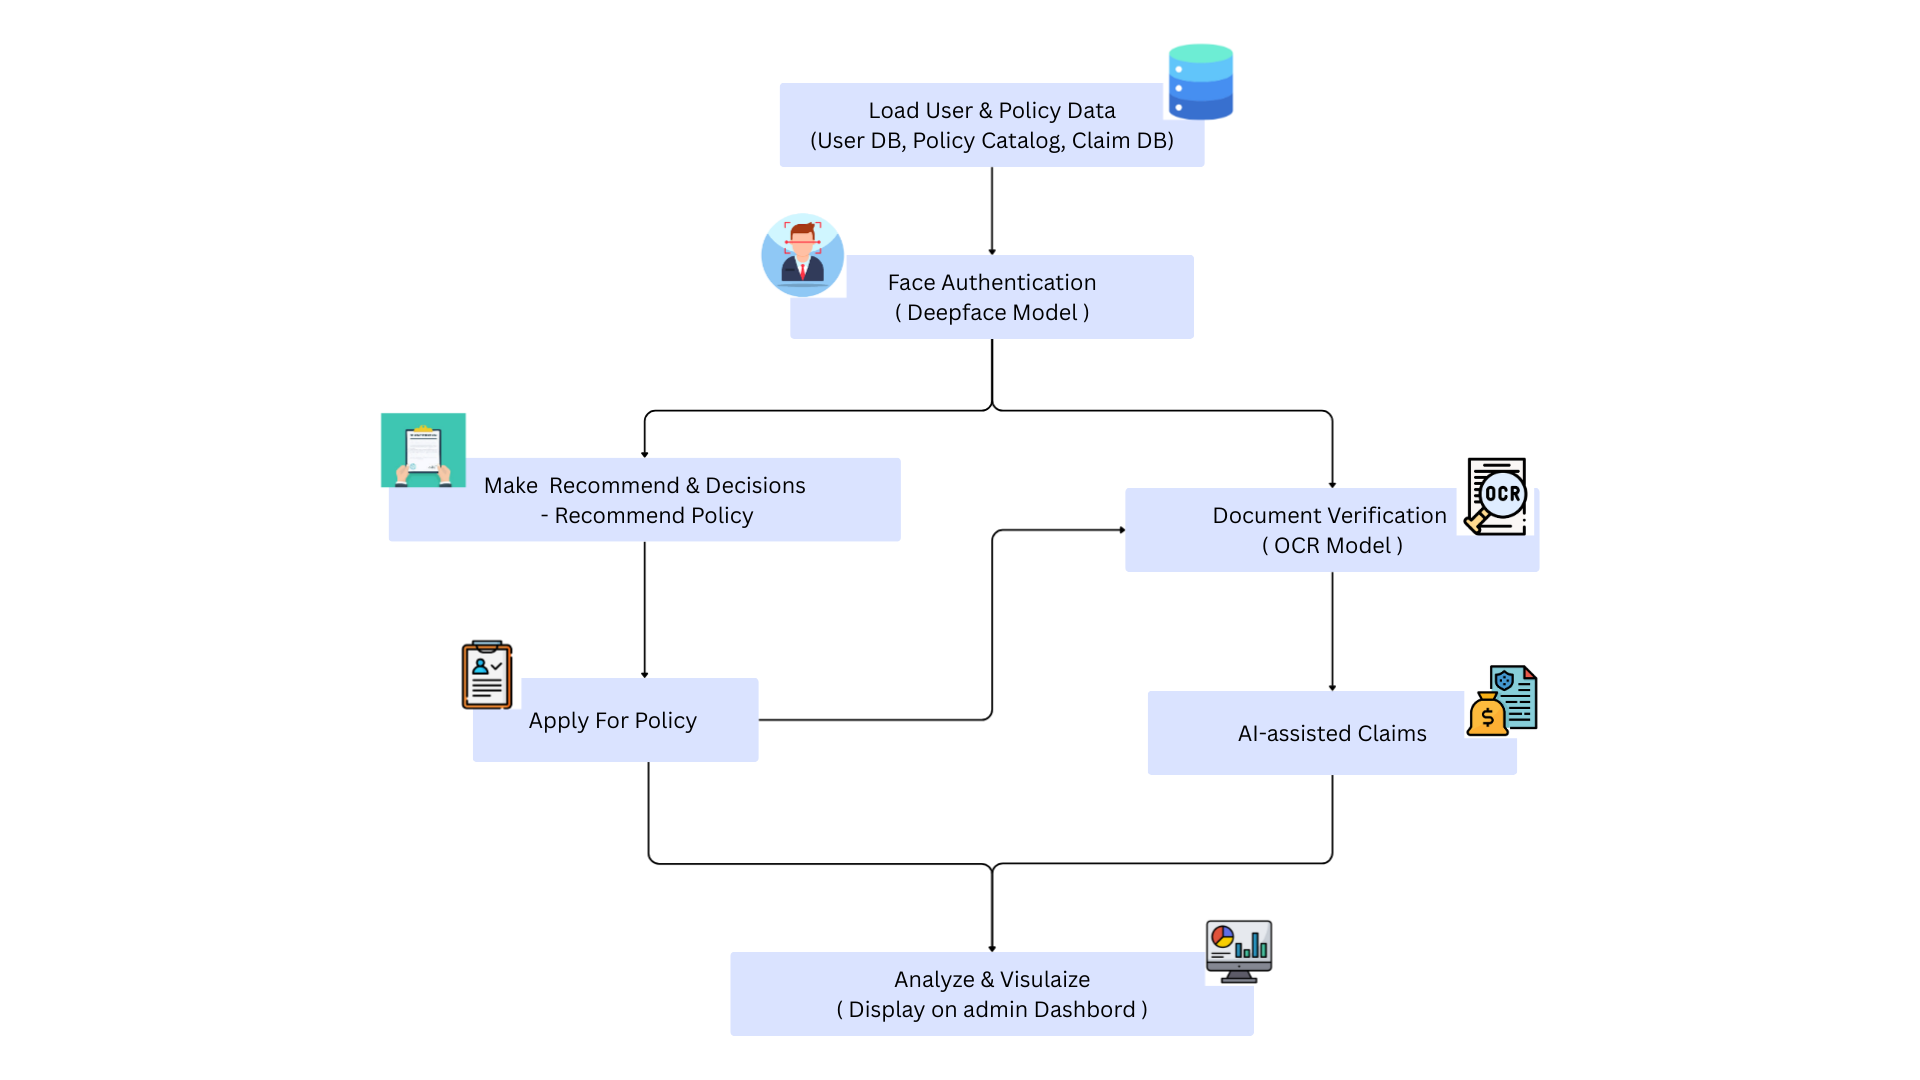 Load User & Policy Data
(User DB, Policy Catalog, Claim DB)
Face Authentication
( Deepface Model )
Make  Recommend & Decisions
- Recommend Policy
OCR
Document Verification
( OCR Model )
Apply For Policy
$
AI-assisted Claims
Analyze & Visulaize
( Display on admin Dashbord )